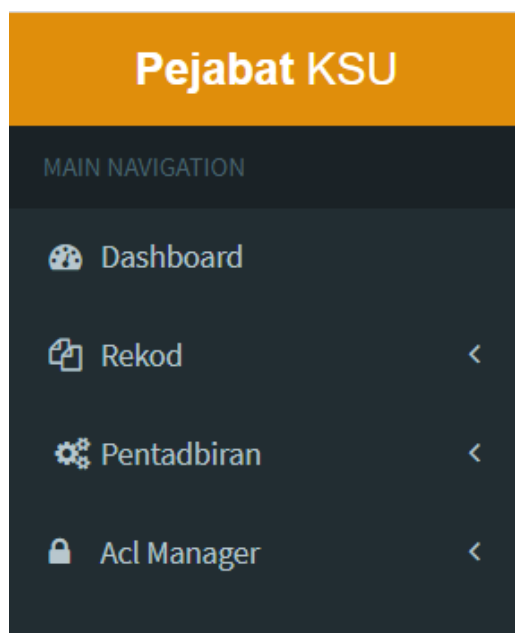 Pejabat KSU
MAIN NAVIGATION
Dashboard
Rekod
Pentadbiran
Acl Manager